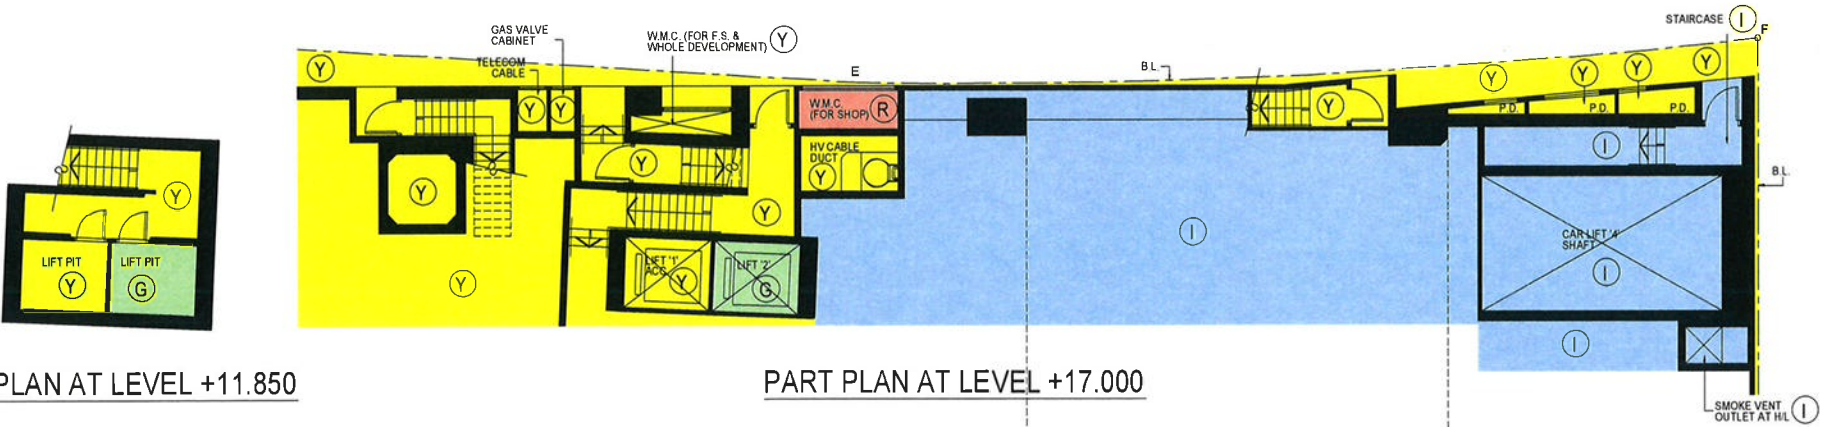 STAIRCASE I
F
GAS VALVE
CABINET
W.M.C. (FOR F.S. &
WHOLE DEVELOPMENT) Y
TELECOM
CABLE
Y
E
B.L.
Y
Y
Y
Y
Y
Y
W.M.C.
(FOR SHOP) R
Y
P.D.
P.D.
P.D.
HV CABLE
DUCT
Y
Y
I
B.L.
Y
Y
Y
I
CAR LIFT '4'
SHAFT
I
LIFT PIT
Y
LIFT PIT
G
Y
LIFT '1'
ACC.
Y
LIFT '2'
G
I
PLAN AT LEVEL +11.850
PART PLAN AT LEVEL +17.000
SMOKE VENT
OUTLET AT H/L I